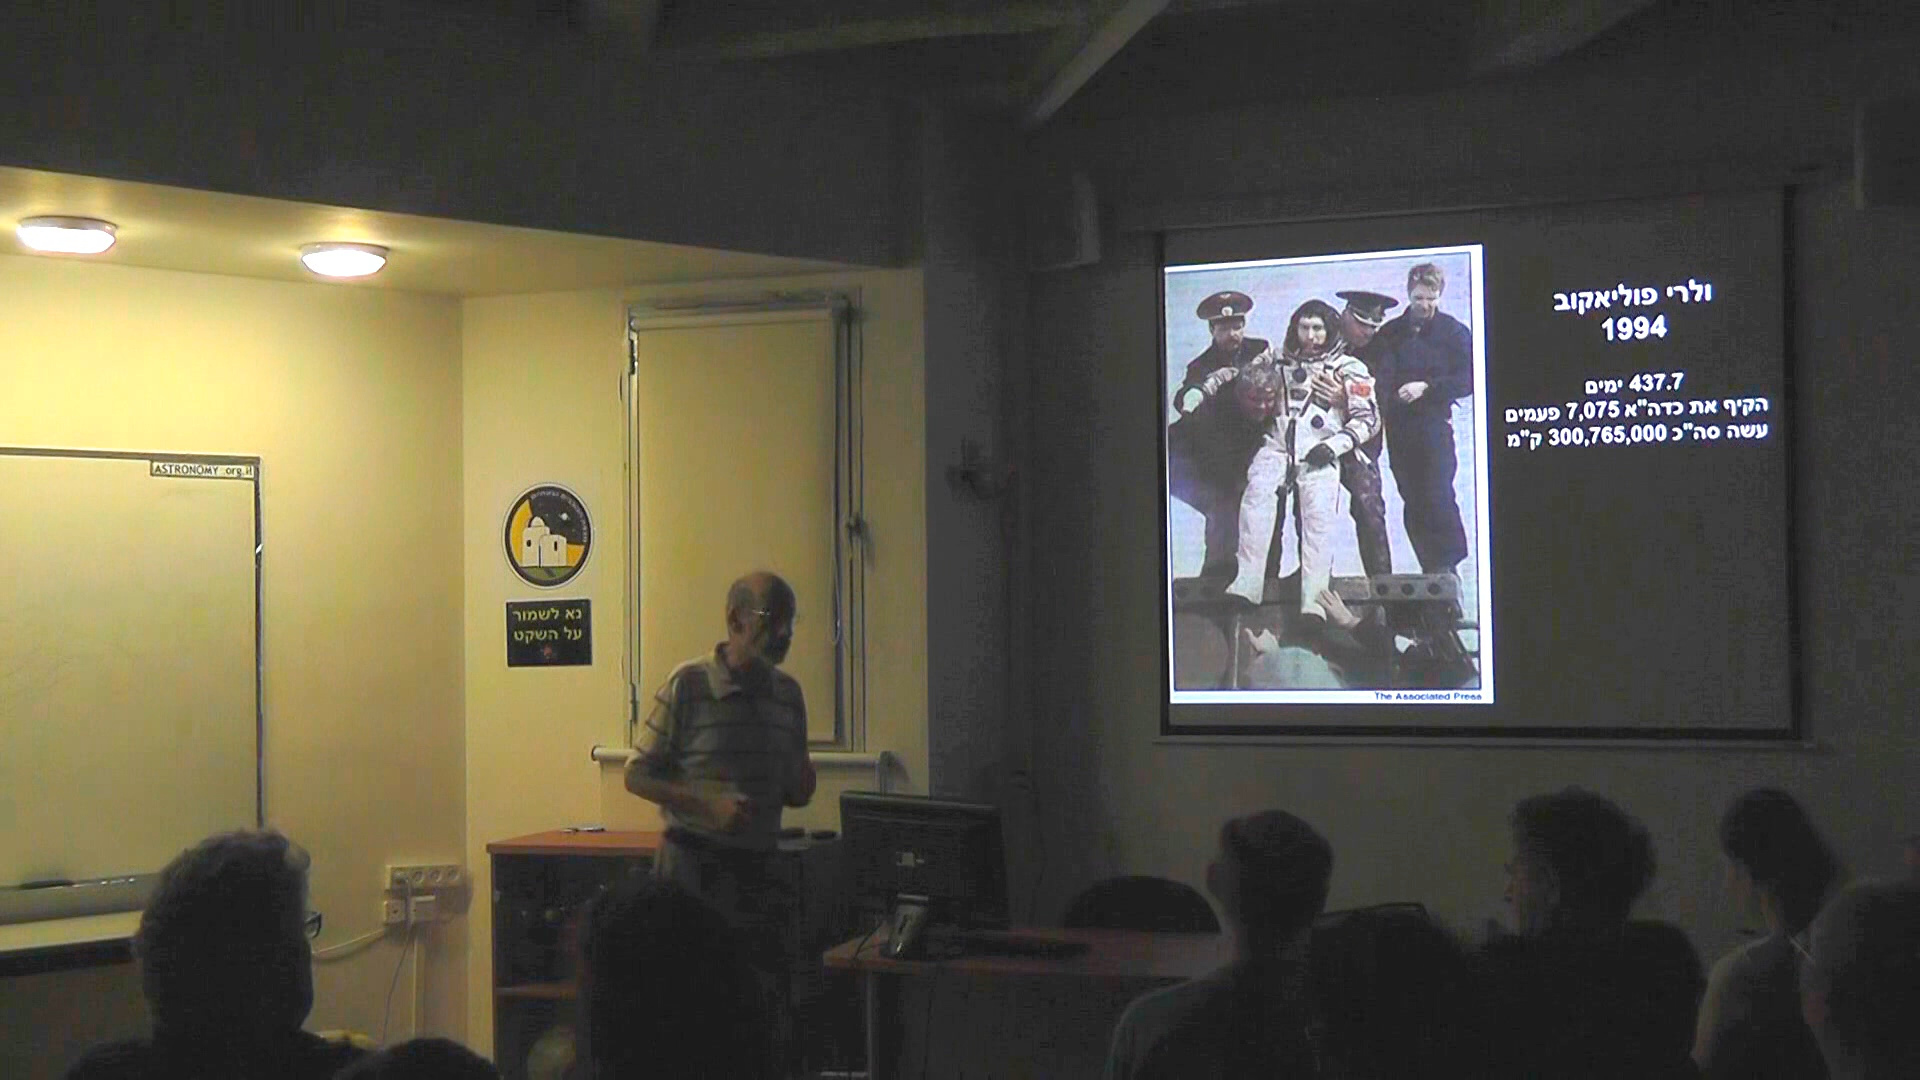 ASTRONOMY.org.il
נא לשמור
על השקט
ולרי פוליאקוב
1994
437.7 ימים
הקיף את כדה"א 7,075 פעמים
עשה סה"כ 300,765,000 ק"מ
The Associated Press